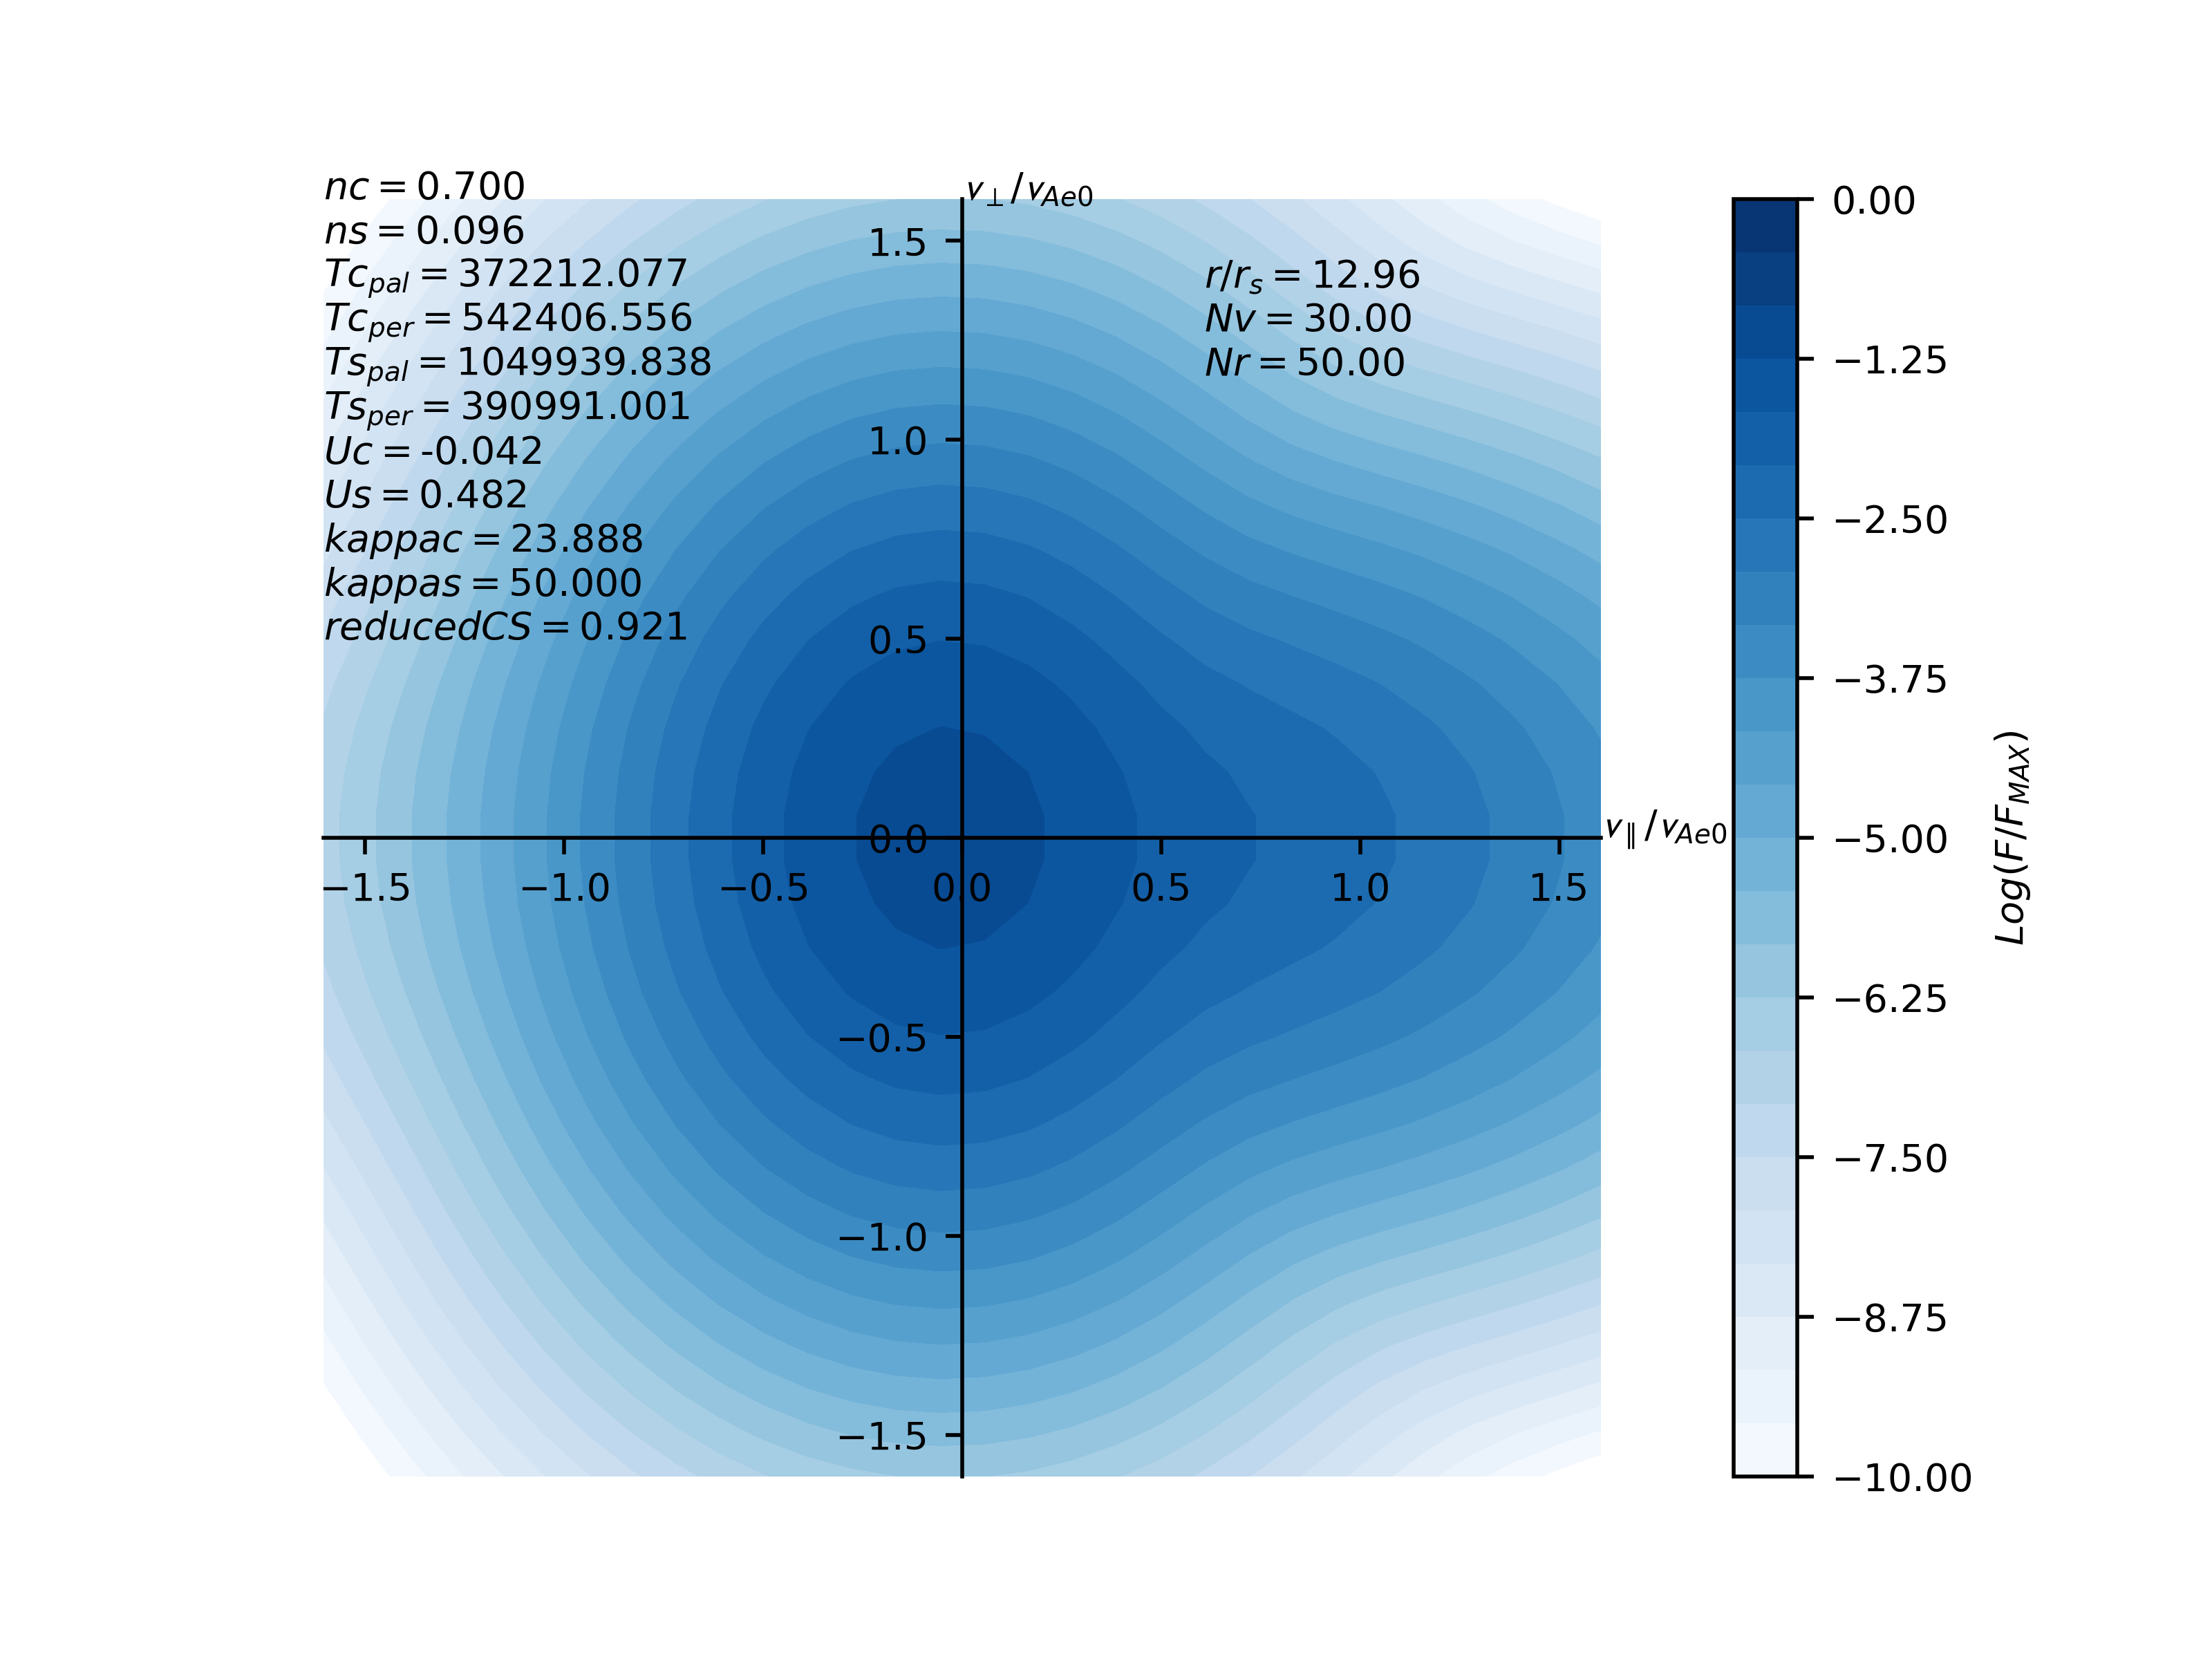 nc = 0.700
ns = 0.096
Tc_pal = 372212.077
Tc_per = 542406.556
Ts_pal = 1049939.838
Ts_per = 390991.001
Uc = -0.042
Us = 0.482
kappac = 23.888
kappas = 50.000
reducedCS = 0.921
v⊥/v_Ae0
r/r_s = 12.96
Nv = 30.00
Nr = 50.00
1.5
1.0
0.5
0.0
−0.5
−1.0
−1.5
−1.5 −1.0 −0.5 0.0 0.5 1.0 1.5
v∥/v_Ae0
0.00
−1.25
−2.50
−3.75
−5.00
−6.25
−7.50
−8.75
−10.00
Log(F/F_MAX)